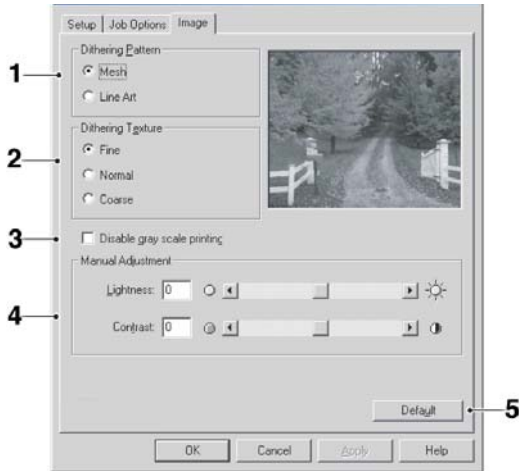 Setup Job Options Image
Dithering Pattern
1
Mesh
Line Art
Dithering Texture
2
Fine
Normal
Coarse
3
Disable gray scale printing
Manual Adjustment
Lightness: 0
4
Contrast: 0
Default
5
OK Cancel Apply Help